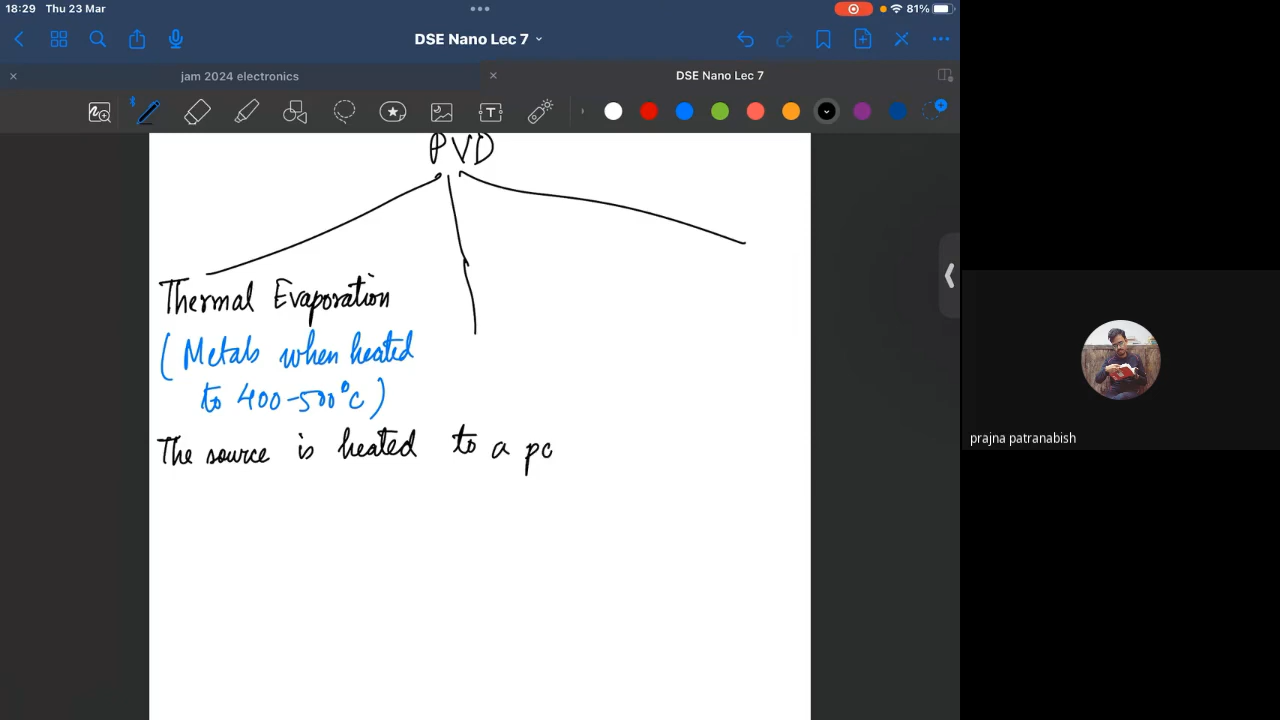 18:29 Thu 23 Mar
81%
DSE Nano Lec 7
jam 2024 electronics
DSE Nano Lec 7
PVD
Thermal Evaporation
(Metals when heated
to 400-500°C)
The source is heated to a po
prajna patranabish